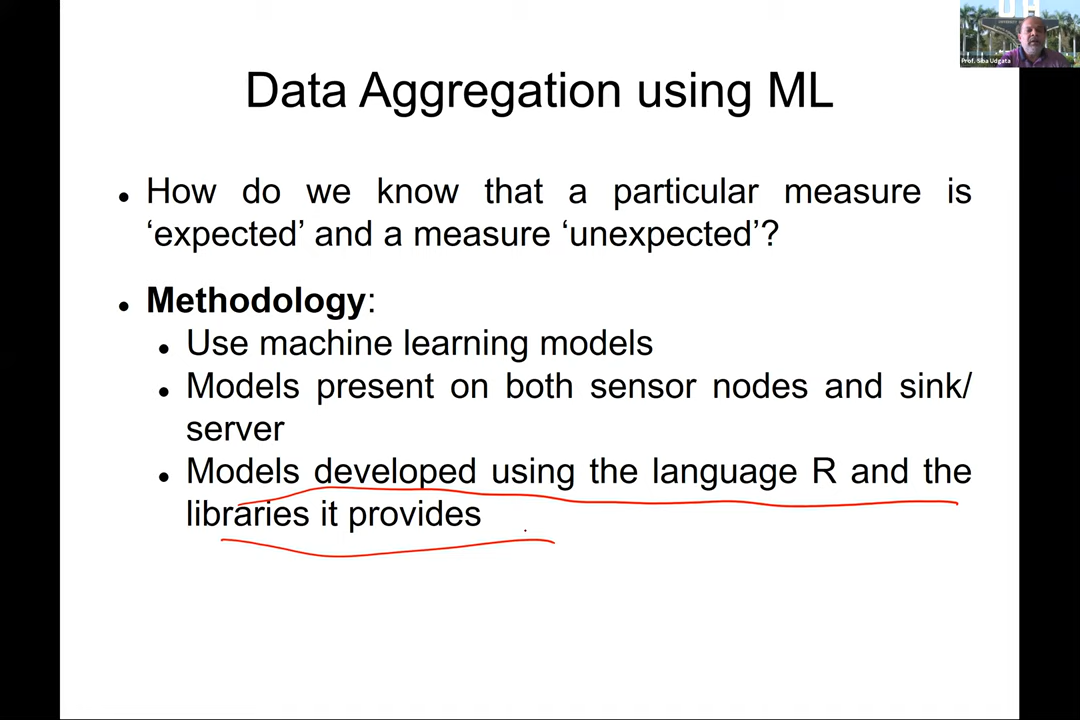 D H
Prof. Siba Udgata
Data Aggregation using ML
How do we know that a particular measure is
‘expected’ and a measure ‘unexpected’?
Methodology:
Use machine learning models
Models present on both sensor nodes and sink/
server
Models developed using the language R and the
libraries it provides